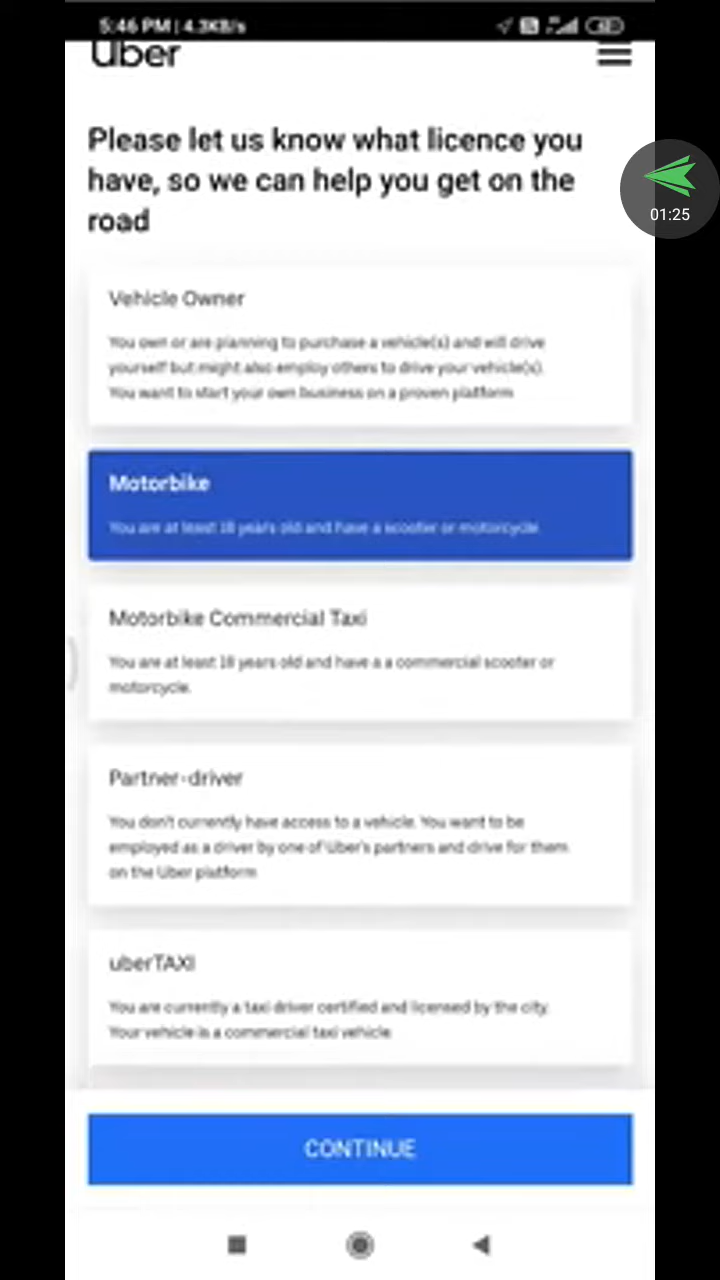 5:46 PM | 4.3KB/s
Uber
Please let us know what licence you
have, so we can help you get on the
road
01:25
Vehicle Owner
You own or are planning to purchase a vehicle(s) and will drive
yourself but might also employ others to drive your vehicle(s).
You want to start your own business on a proven platform
Motorbike
You are at least 18 years old and have a scooter or motorcycle.
Motorbike Commercial Taxi
You are at least 18 years old and have a a commercial scooter or
motorcycle.
Partner-driver
You don't currently have access to a vehicle. You want to be
employed as a driver by one of Uber's partners and drive for them
on the Uber platform
uberTAXI
You are currently a taxi driver certified and licensed by the city.
Your vehicle is a commercial taxi vehicle
CONTINUE